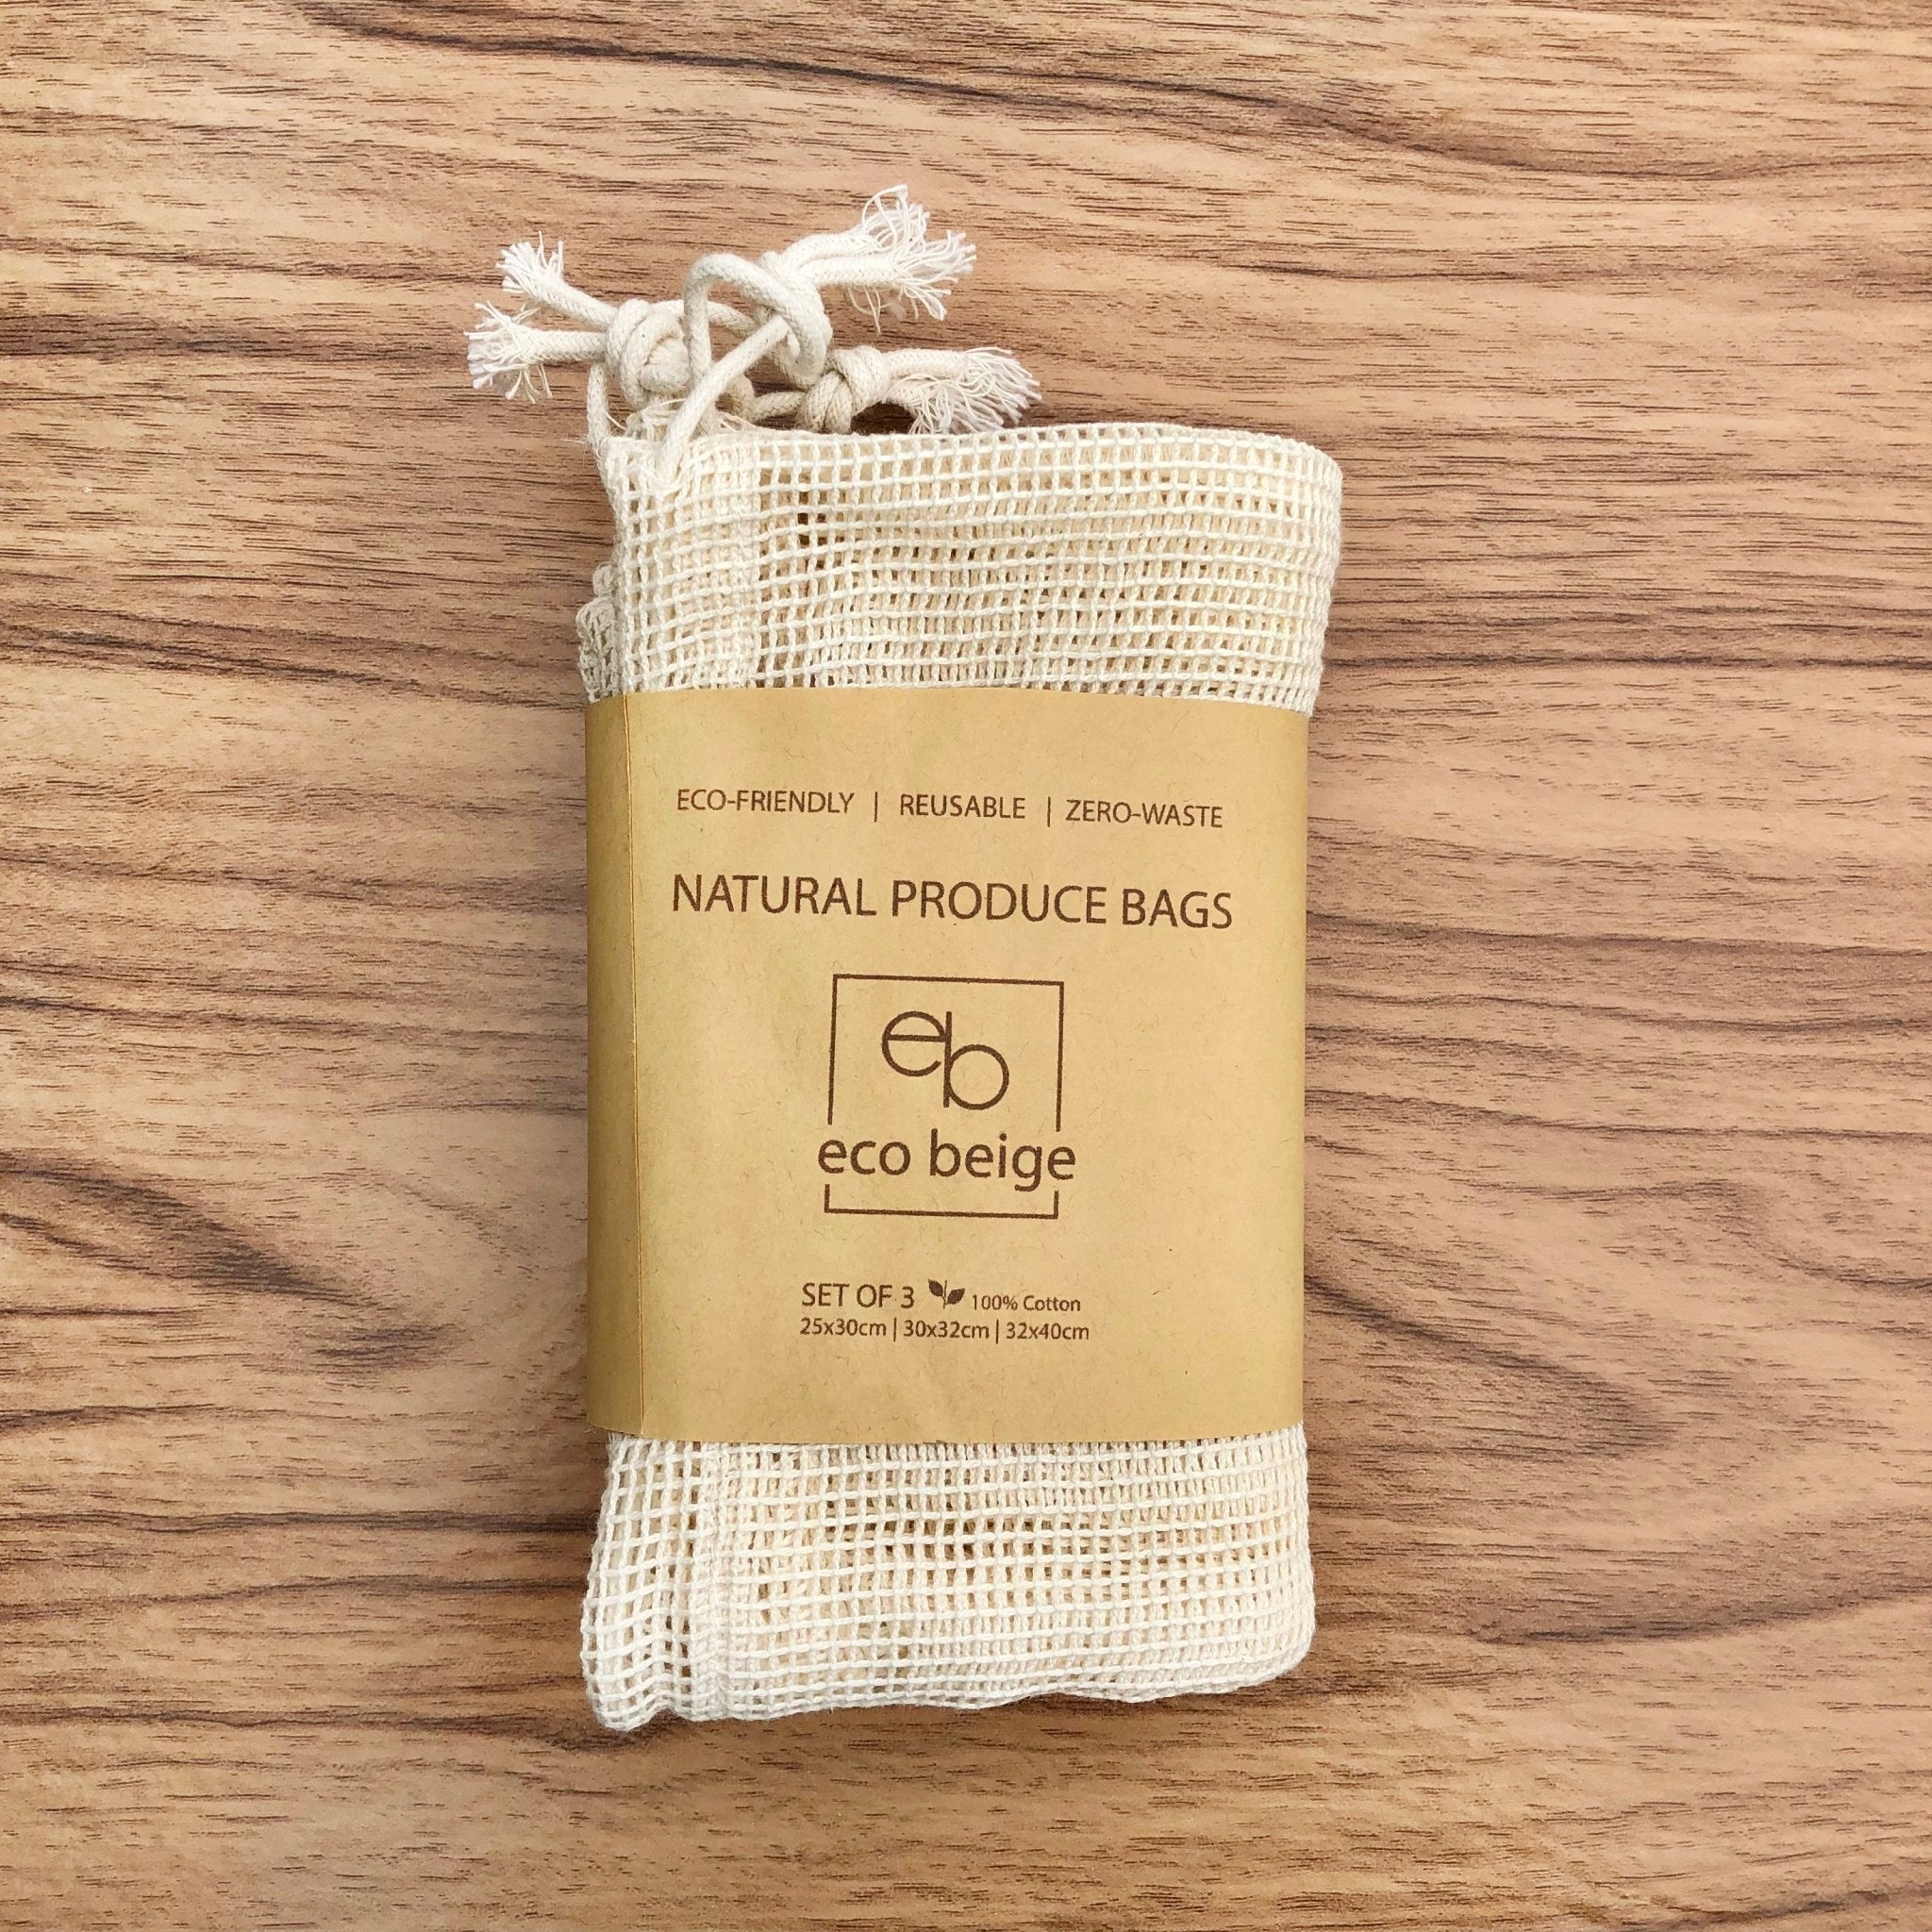 ECO-FRIENDLY | REUSABLE | ZERO-WASTE
NATURAL PRODUCE BAGS
eb
eco beige
SET OF 3 100% Cotton
25x30cm | 30x32cm | 32x40cm